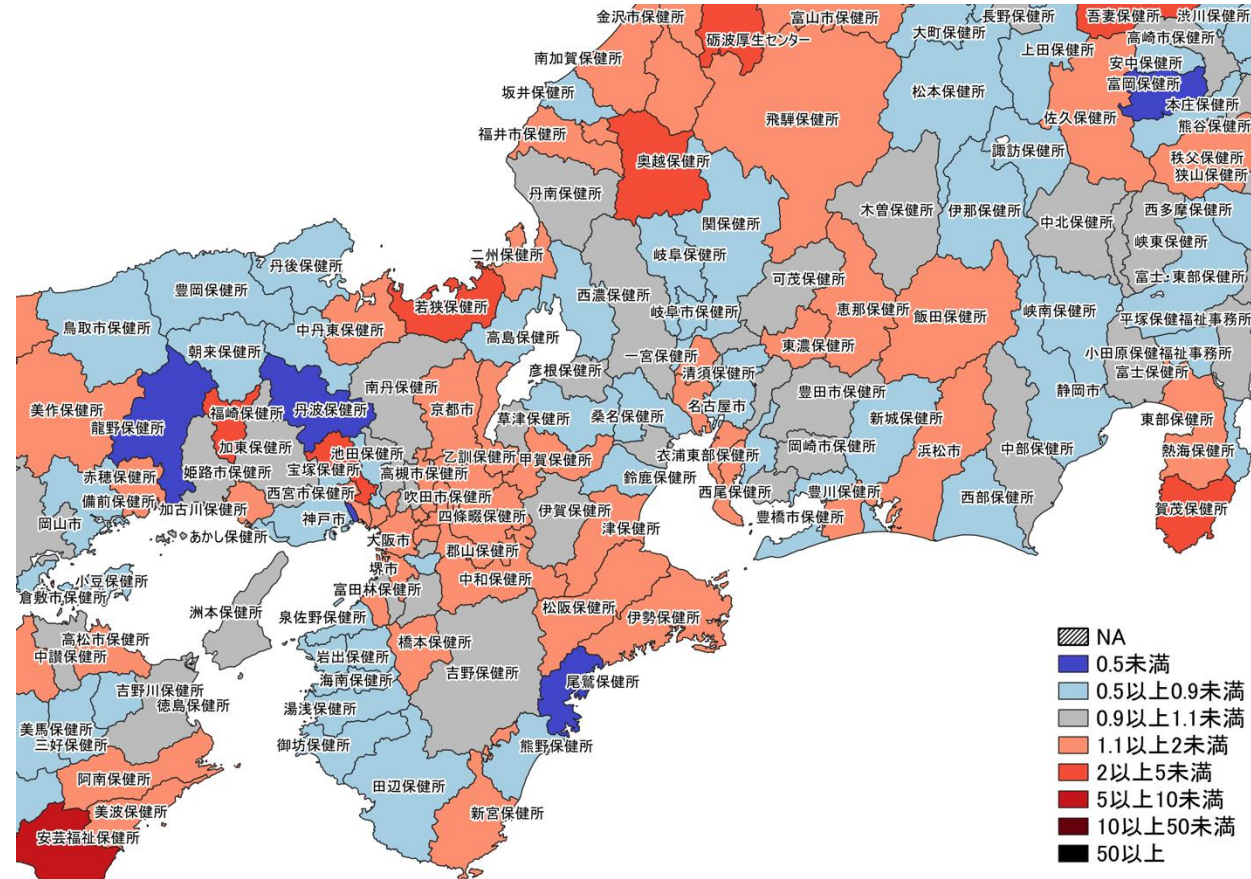 金沢市保健所
富山市保健所
長野市保健所
吾妻保健所
渋川保健所
砺波厚生センター
大町保健所
高崎市保健所
南加賀保健所
上田保健所
安中保健所
坂井保健所
松本保健所
富岡保健所
本庄保健所
福井市保健所
飛騨保健所
佐久保健所
熊谷保健所
奥越保健所
諏訪保健所
秩父保健所
狭山保健所
丹南保健所
木曽保健所
伊那保健所
中北保健所
西多摩保健所
関保健所
峡東保健所
二州保健所
岐阜保健所
丹後保健所
可茂保健所
富士・東部保健所
豊岡保健所
西濃保健所
若狭保健所
岐阜市保健所
恵那保健所
飯田保健所
峡南保健所
平塚保健福祉事務所
鳥取市保健所
中丹東保健所
高島保健所
東濃保健所
朝来保健所
一宮保健所
小田原保健福祉事務所
彦根保健所
清須保健所
富士保健所
南丹保健所
豊田市保健所
静岡市
美作保健所
福崎保健所
丹波保健所
京都市
草津保健所
桑名保健所
名古屋市
新城保健所
東部保健所
龍野保健所
加東保健所
池田保健所
乙訓保健所
甲賀保健所
衣浦東部保健所
岡崎市保健所
浜松市
中部保健所
熱海保健所
赤穂保健所
姫路市保健所
宝塚保健所
高槻市保健所
鈴鹿保健所
備前保健所
西宮市保健所
吹田市保健所
西尾保健所
豊川保健所
西部保健所
賀茂保健所
加古川保健所
伊賀保健所
岡山市
神戸市
四條畷保健所
豊橋市保健所
あかし保健所
大阪市
郡山保健所
津保健所
堺市
小豆保健所
中和保健所
倉敷市保健所
富田林保健所
洲本保健所
松阪保健所
泉佐野保健所
伊勢保健所
高松市保健所
橋本保健所
中讃保健所
岩出保健所
吉野保健所
海南保健所
尾鷲保健所
吉野川保健所
徳島保健所
湯浅保健所
美馬保健所
三好保健所
御坊保健所
熊野保健所
阿南保健所
田辺保健所
美波保健所
新宮保健所
安芸福祉保健所
NA
0.5未満
0.5以上0.9未満
0.9以上1.1未満
1.1以上2未満
2以上5未満
5以上10未満
10以上50未満
50以上